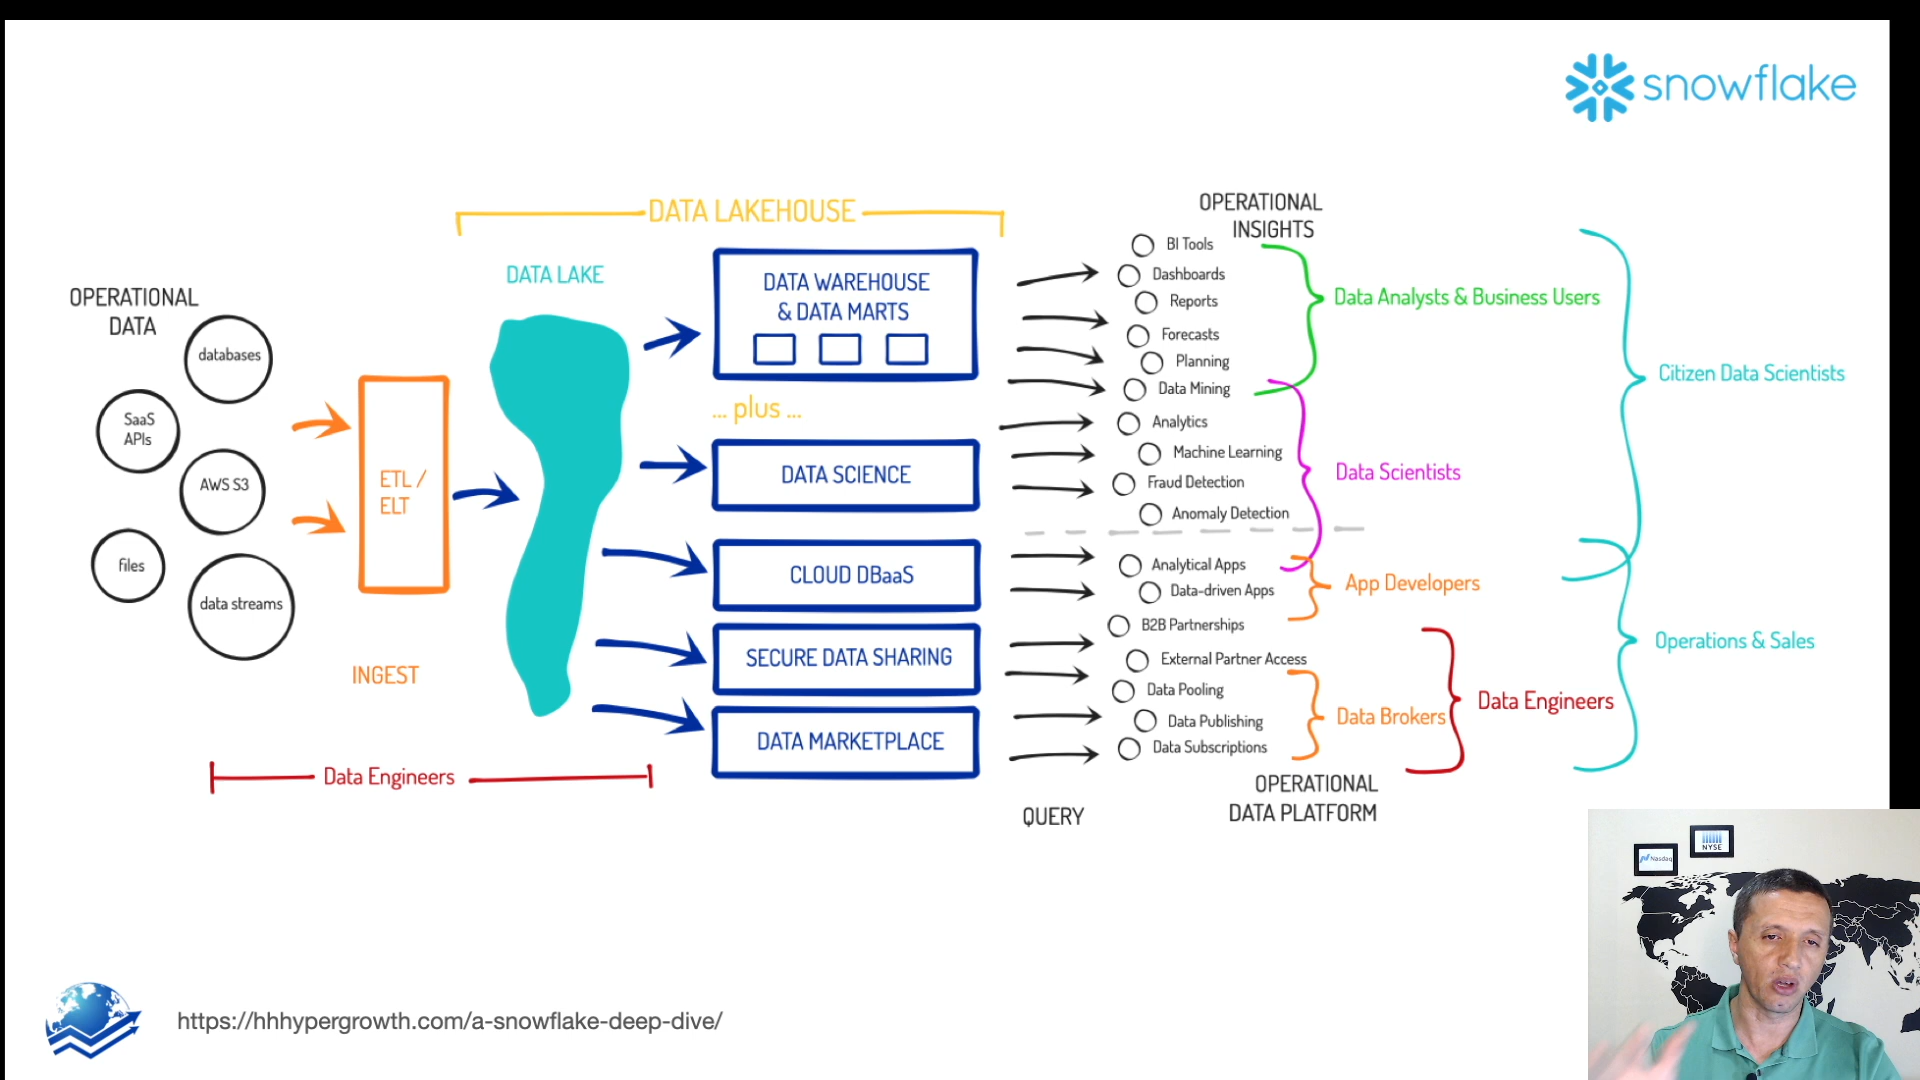 snowflake
DATA LAKEHOUSE
OPERATIONAL
DATA
databases
SaaS
APIs
AWS S3
files
data streams
ETL /
ELT
INGEST
Data Engineers
DATA LAKE
DATA WAREHOUSE
& DATA MARTS
... plus ...
DATA SCIENCE
CLOUD DBaaS
SECURE DATA SHARING
DATA MARKETPLACE
QUERY
OPERATIONAL
INSIGHTS
BI Tools
Dashboards
Reports
Forecasts
Planning
Data Mining
Analytics
Machine Learning
Fraud Detection
Anomaly Detection
Analytical Apps
Data-driven Apps
B2B Partnerships
External Partner Access
Data Pooling
Data Publishing
Data Subscriptions
OPERATIONAL
DATA PLATFORM
Data Analysts & Business Users
Data Scientists
App Developers
Data Brokers
Data Engineers
Citizen Data Scientists
Operations & Sales
Nasdaq
NYSE
https://hhhypergrowth.com/a-snowflake-deep-dive/